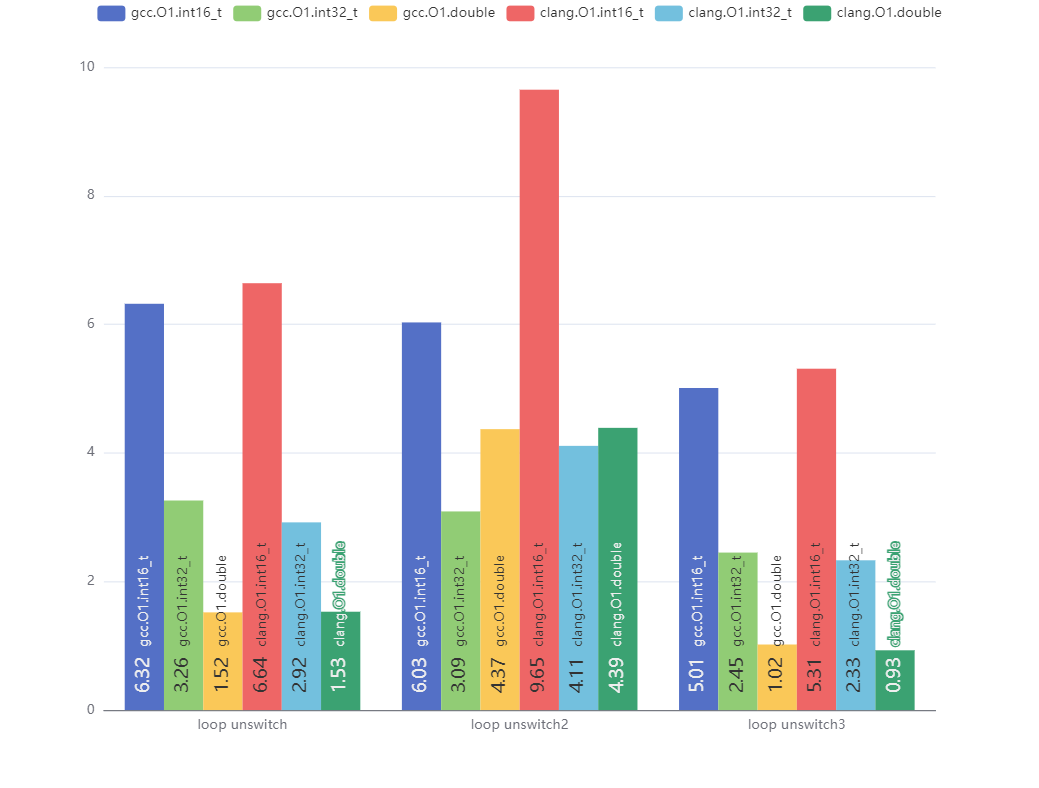 gcc.O1.int16_t gcc.O1.int32_t gcc.O1.double clang.O1.int16_t clang.O1.int32_t clang.O1.double
10
8
6
4
2
0
6.32 gcc.O1.int16_t
3.26 gcc.O1.int32_t
1.52 gcc.O1.double
6.64 clang.O1.int16_t
2.92 clang.O1.int32_t
1.53 clang.O1.double
6.03 gcc.O1.int16_t
3.09 gcc.O1.int32_t
4.37 gcc.O1.double
9.65 clang.O1.int16_t
4.11 clang.O1.int32_t
4.39 clang.O1.double
5.01 gcc.O1.int16_t
2.45 gcc.O1.int32_t
1.02 gcc.O1.double
5.31 clang.O1.int16_t
2.33 clang.O1.int32_t
0.93 clang.O1.double
loop unswitch loop unswitch2 loop unswitch3